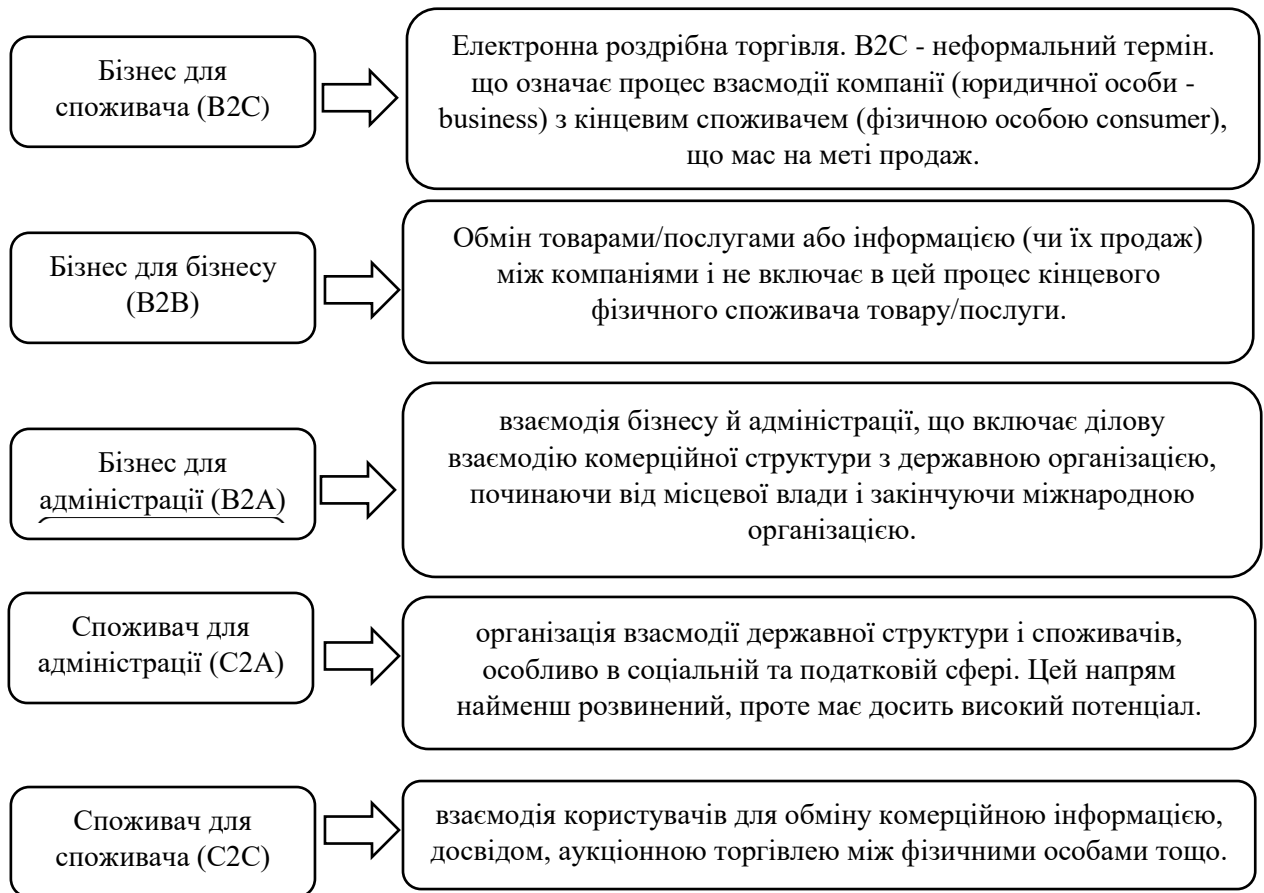 Бізнес для
споживача (B2C)
Електронна роздрібна торгівля. B2C - неформальний термін.
що означає процес взасмодії компанії (юридичної особи -
business) з кінцевим споживачем (фізичною особою consumer),
що мас на меті продаж.
Бізнес для бізнесу
(B2B)
Обмін товарами/послугами або інформацією (чи їх продаж)
між компаніями і не включає в цей процес кінцевого
фізичного споживача товару/послуги.
Бізнес для
адміністрації (B2A)
взаємодія бізнесу й адміністрації, що включає ділову
взаємодію комерційної структури з державною організацією,
починаючи від місцевої влади і закінчуючи міжнародною
організацією.
Споживач для
адміністрації (C2A)
організація взасмодії державної структури і споживачів,
особливо в соціальній та податковій сфері. Цей напрям
найменш розвинений, проте має досить високий потенціал.
Споживач для
споживача (C2C)
взаємодія користувачів для обміну комерційною інформацією,
досвідом, аукціонною торгівлею між фізичними особами тощо.